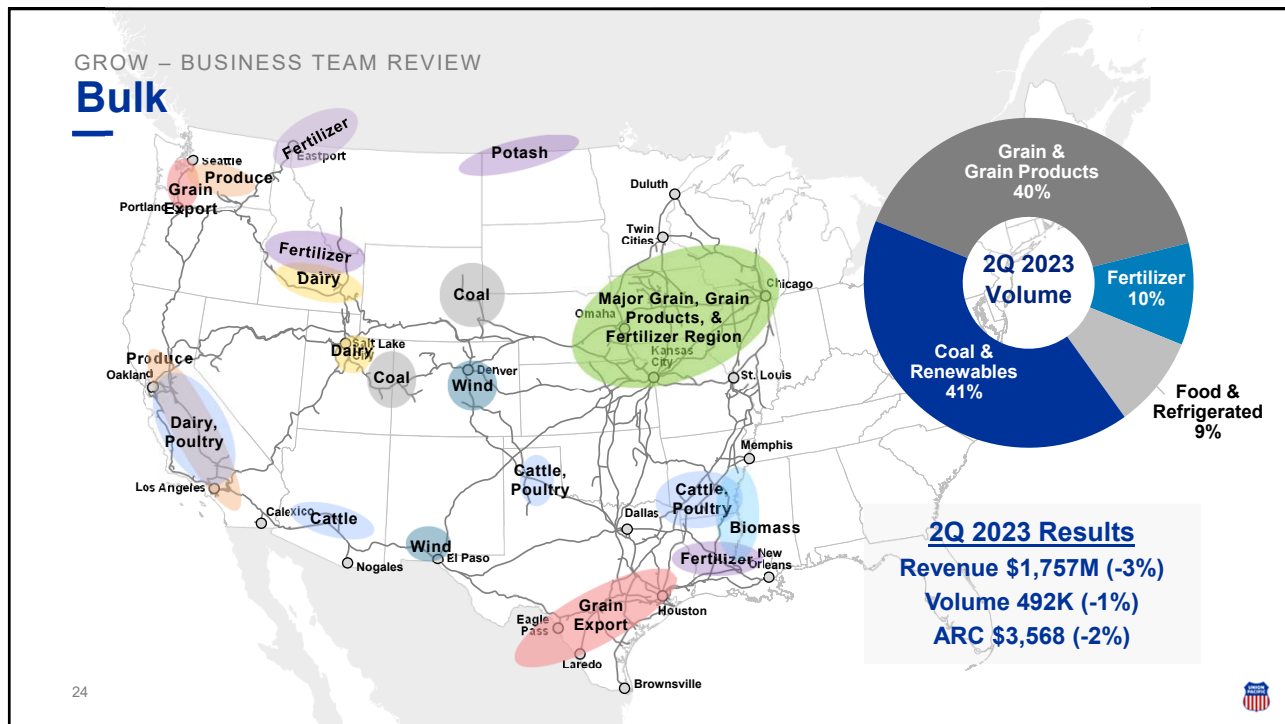 GROW – BUSINESS TEAM REVIEW
Bulk
Fertilizer
Eastport
Potash
Seattle
Produce
Grain
Export
Portland
Duluth
Twin
Cities
Fertilizer
Dairy
Coal
Major Grain, Grain
Products, &
Fertilizer Region
Omaha
Chicago
Kansas
City
Salt Lake
City
Dairy
Coal
Denver
Wind
St. Louis
Produce
Oakland
Dairy,
Poultry
Los Angeles
Calexico
Cattle
Nogales
Wind
El Paso
Cattle,
Poultry
Dallas
Memphis
Cattle,
Poultry
Biomass
Fertilizer
New
Orleans
Grain
Export
Houston
Eagle
Pass
Laredo
Brownsville
Grain &
Grain Products
40%
Fertilizer
10%
2Q 2023
Volume
Coal &
Renewables
41%
Food &
Refrigerated
9%
2Q 2023 Results
Revenue $1,757M (-3%)
Volume 492K (-1%)
ARC $3,568 (-2%)
24
UNION
PACIFIC